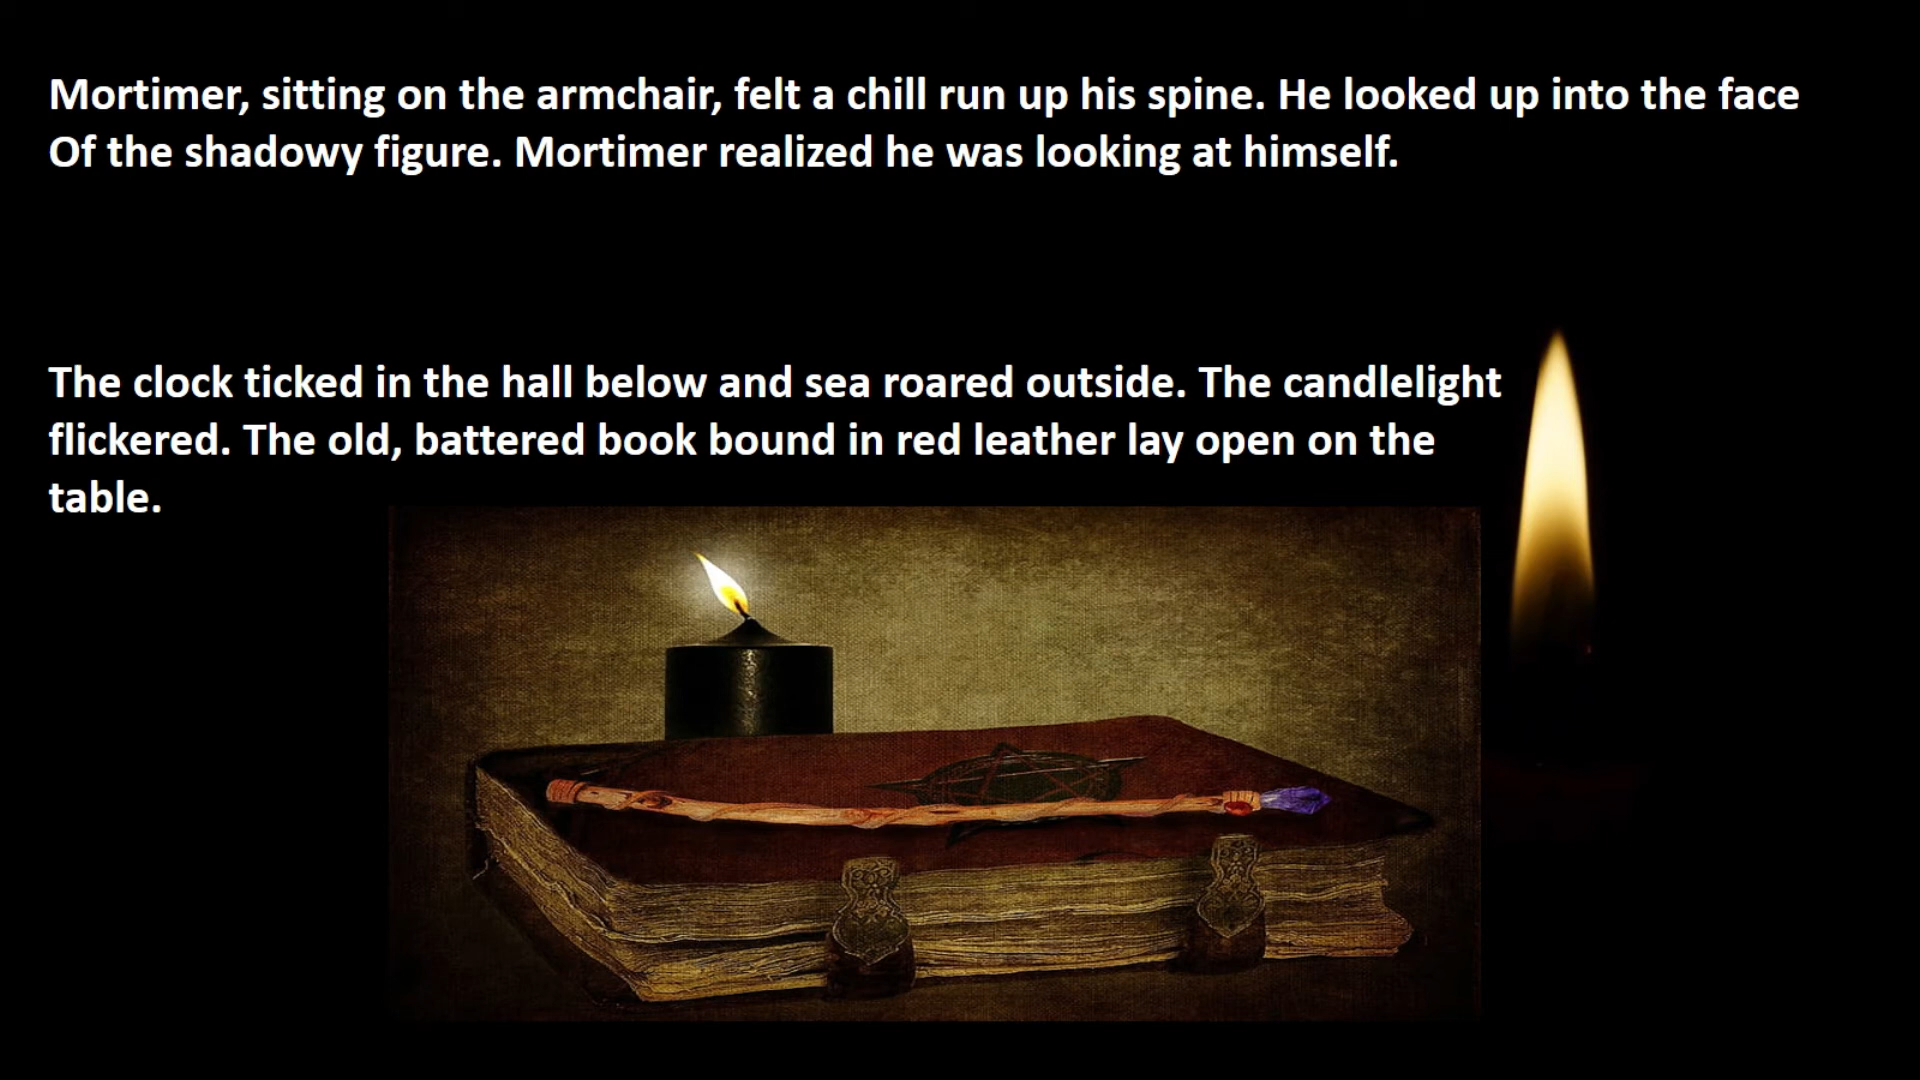 Mortimer, sitting on the armchair, felt a chill run up his spine. He looked up into the face
Of the shadowy figure. Mortimer realized he was looking at himself.
The clock ticked in the hall below and sea roared outside. The candlelight
flickered. The old, battered book bound in red leather lay open on the
table.